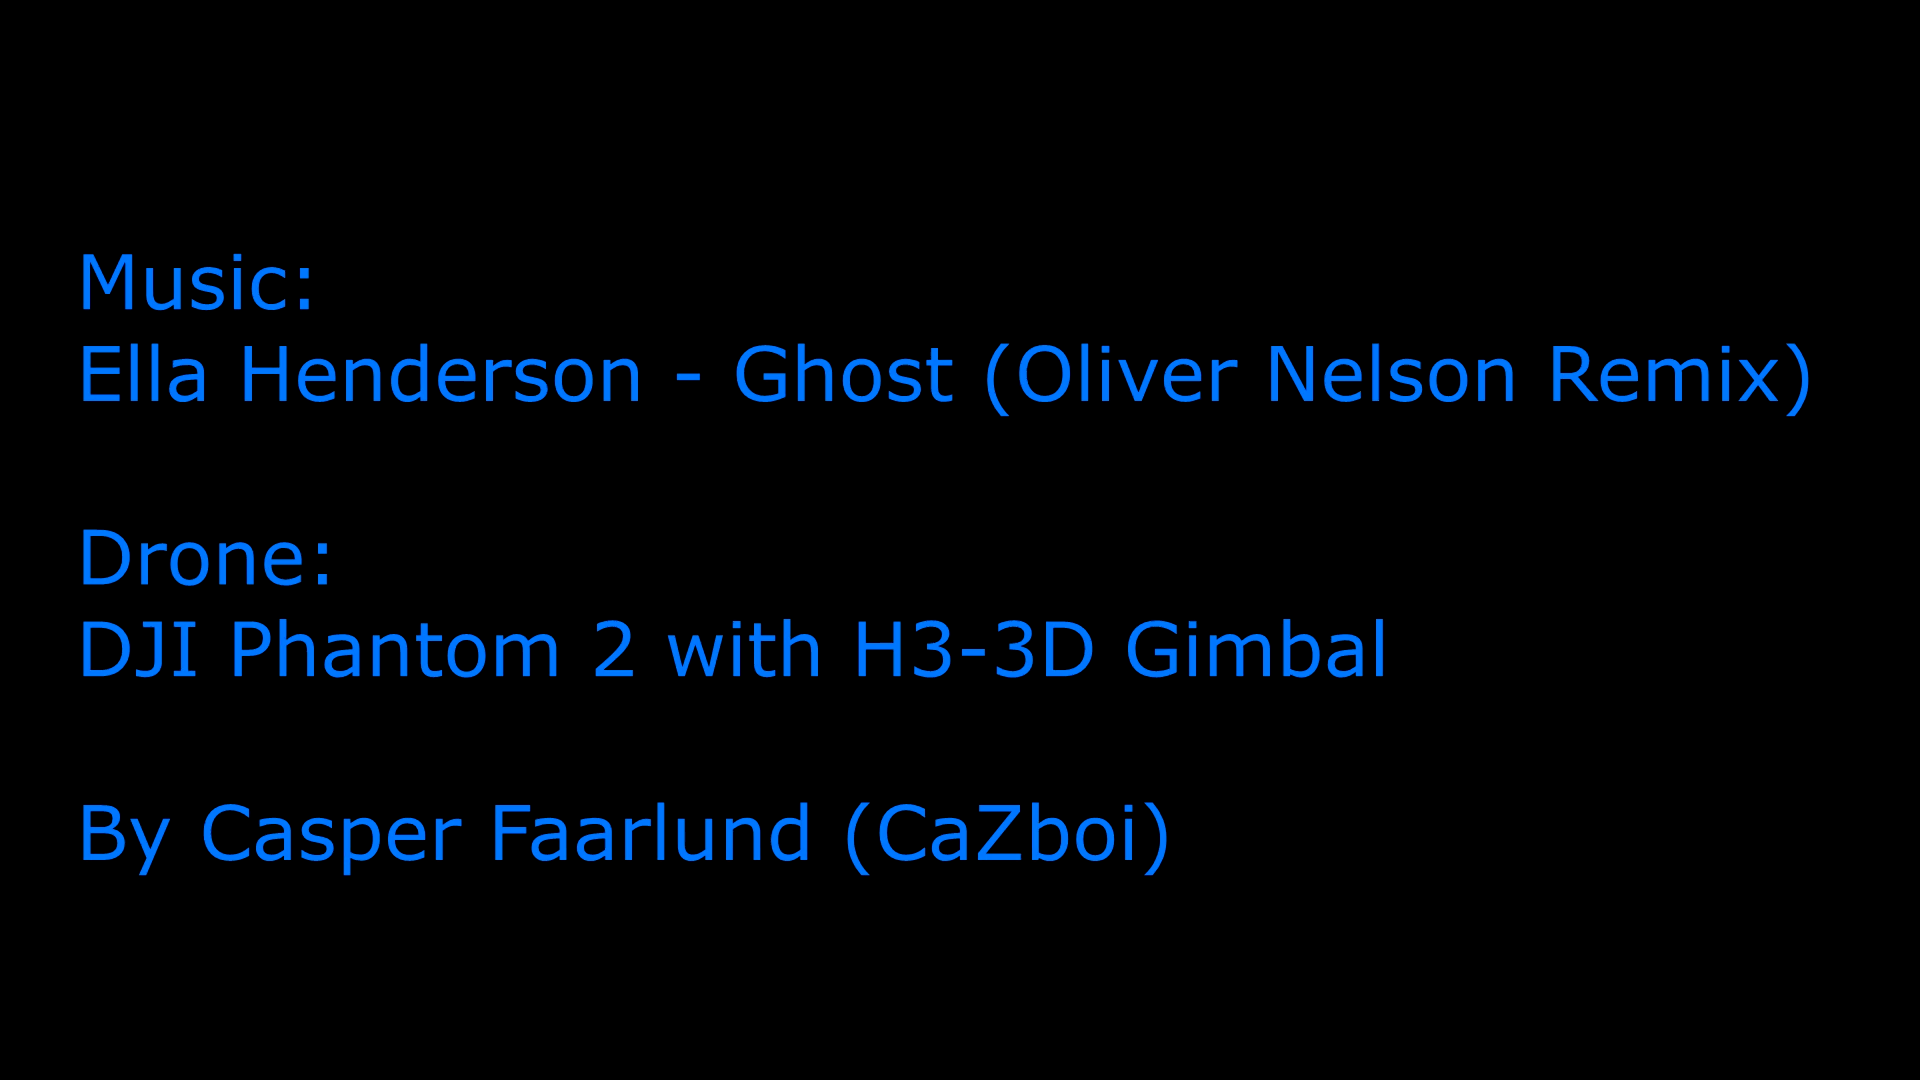 Music:
Ella Henderson - Ghost (Oliver Nelson Remix)
Drone:
DJI Phantom 2 with H3-3D Gimbal
By Casper Faarlund (CaZboi)